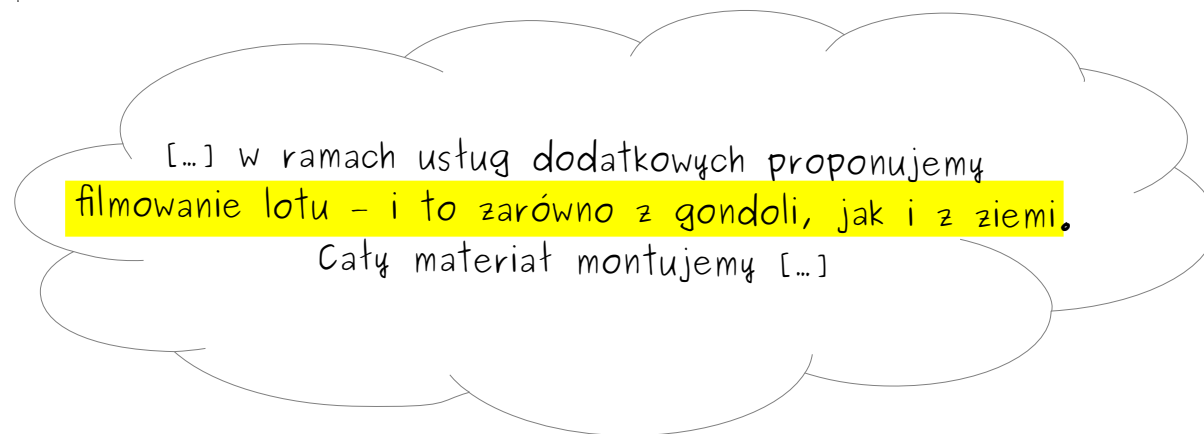 [...] w ramach usług dodatkowych proponujemy
filmowanie lotu – i to zarówno z gondoli, jak i z ziemi.
Cały materiał montujemy [...]